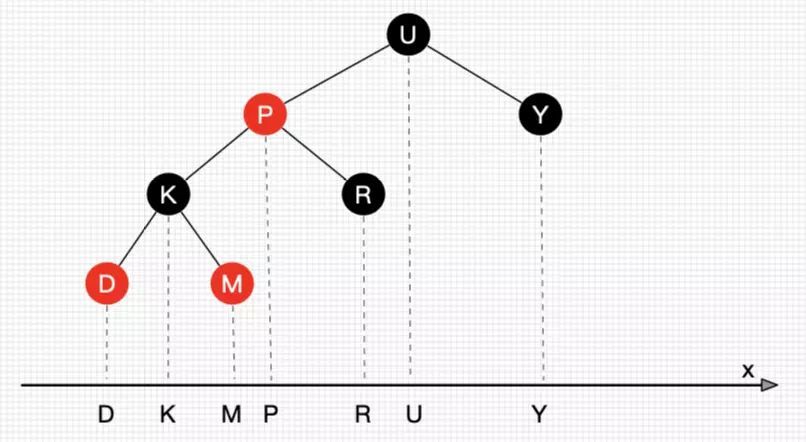 U
P Y
K R
D M
x
D K M P R U Y